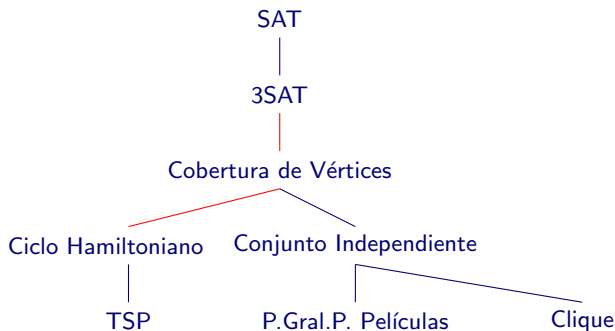 SAT
3SAT
Cobertura de Vértices
Ciclo Hamiltoniano
Conjunto Independiente
TSP
P.Gral.P. Películas
Clique